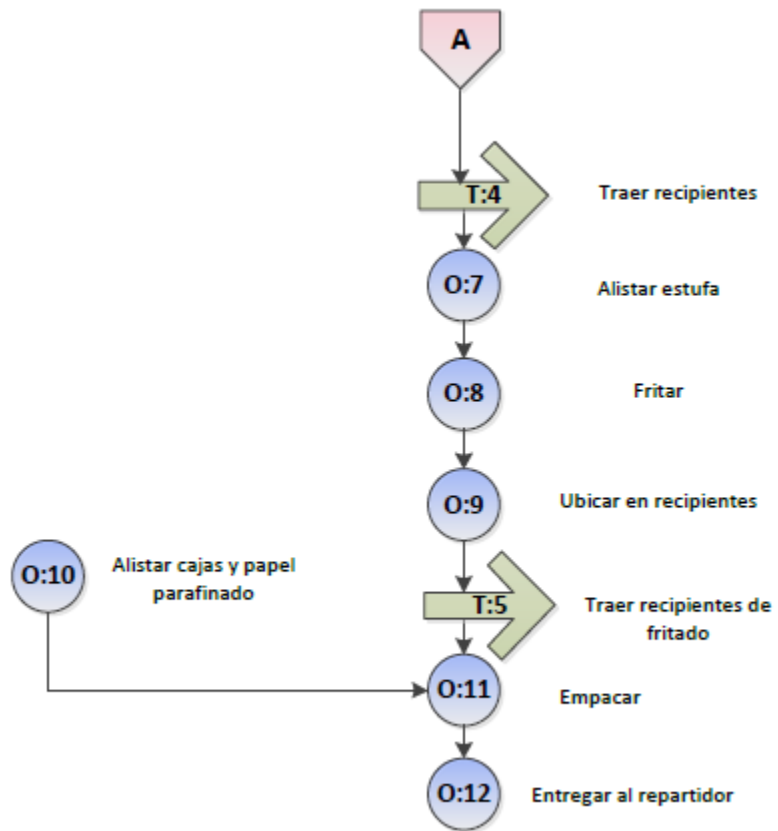 A
T:4
Traer recipientes
O:7
Alistar estufa
O:8
Fritar
O:9
Ubicar en recipientes
O:10
Alistar cajas y papel
parafinado
T:5
Traer recipientes de
fritado
O:11
Empacar
O:12
Entregar al repartidor